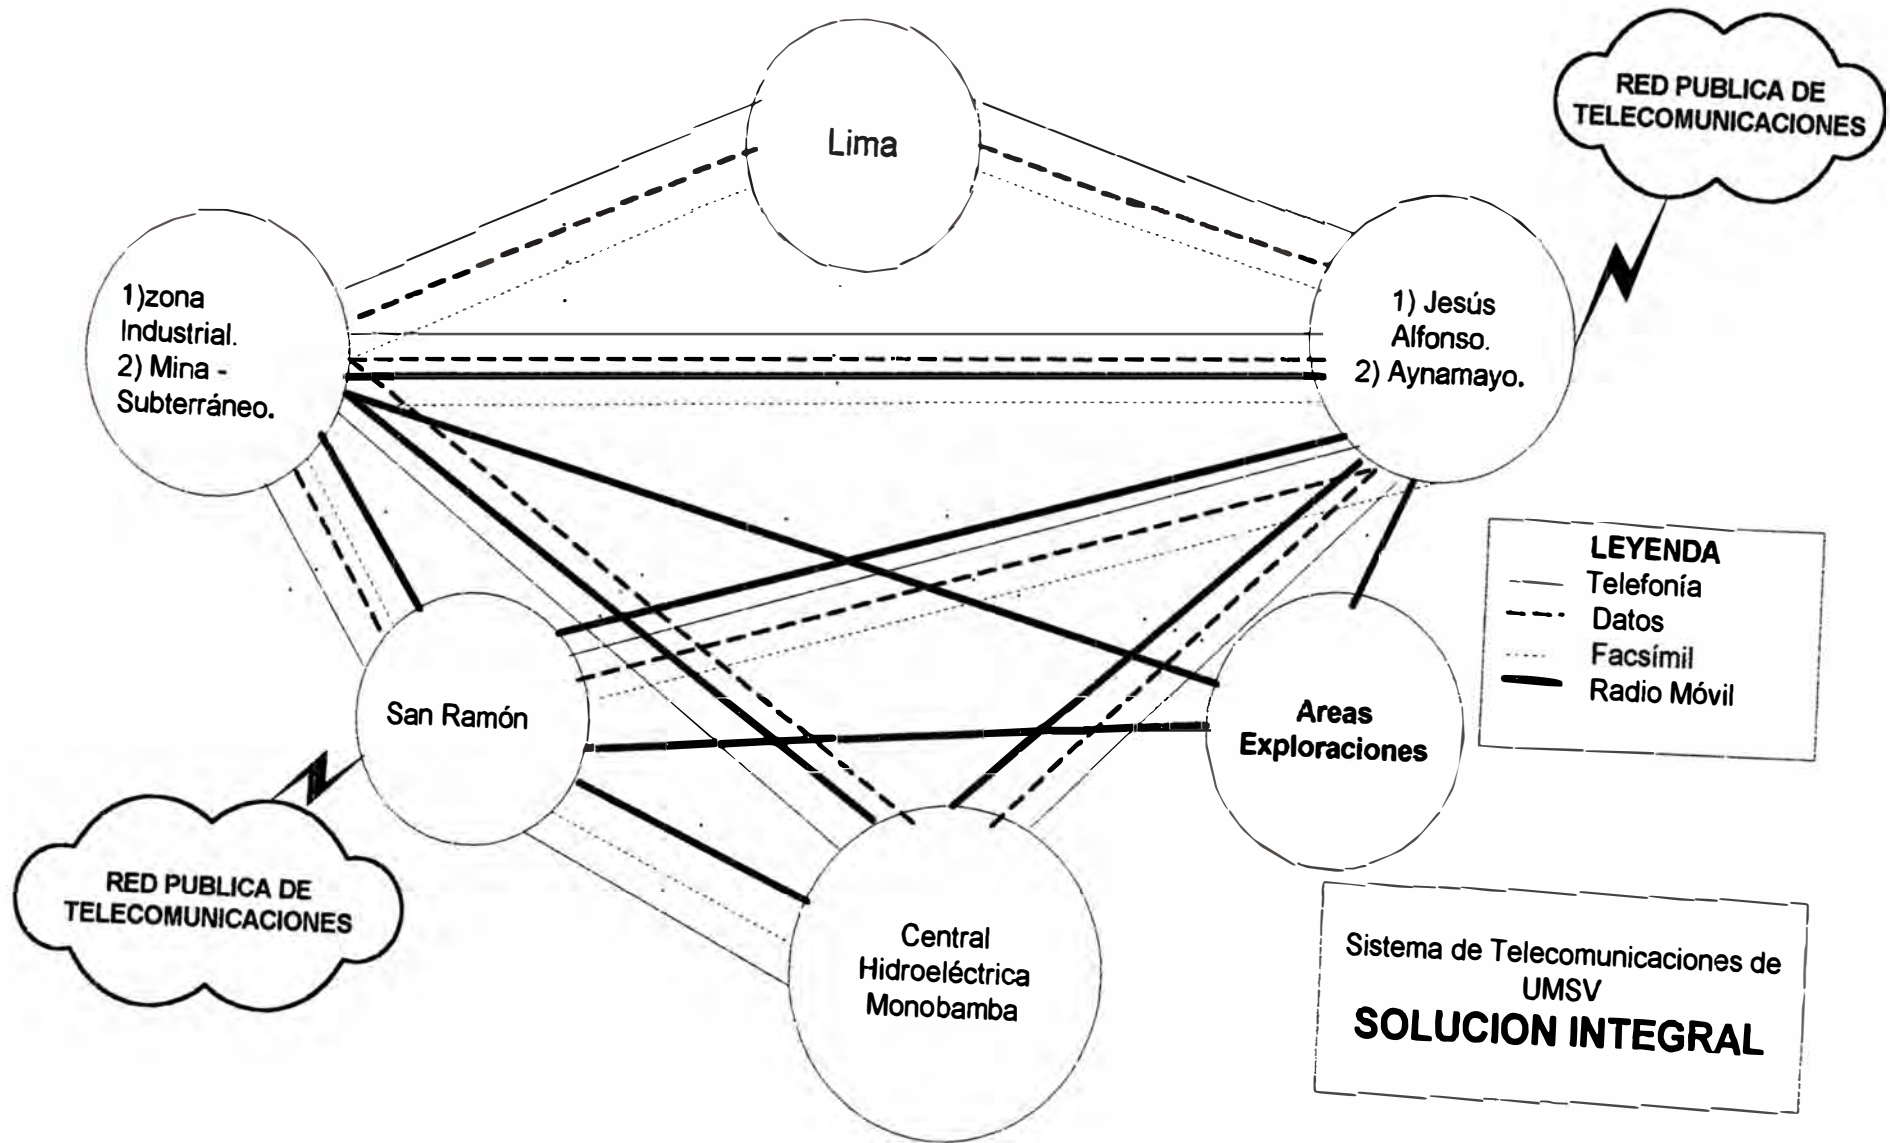 RED PUBLICA DE
TELECOMUNICACIONES
Lima
1)zona
Industrial.
2) Mina -
Subterráneo.
1) Jesús
Alfonso.
2) Aynamayo.
LEYENDA
Telefonía
Datos
Facsímil
Radio Móvil
San Ramón
Areas
Exploraciones
RED PUBLICA DE
TELECOMUNICACIONES
Central
Hidroeléctrica
Monobamba
Sistema de Telecomunicaciones de
UMSV
SOLUCION INTEGRAL